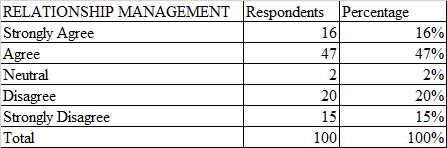 RELATIONSHIP MANAGEMENT Respondents Percentage
Strongly Agree 16 16%
Agree 47 47%
Neutral 2 2%
Disagree 20 20%
Strongly Disagree 15 15%
Total 100 100%